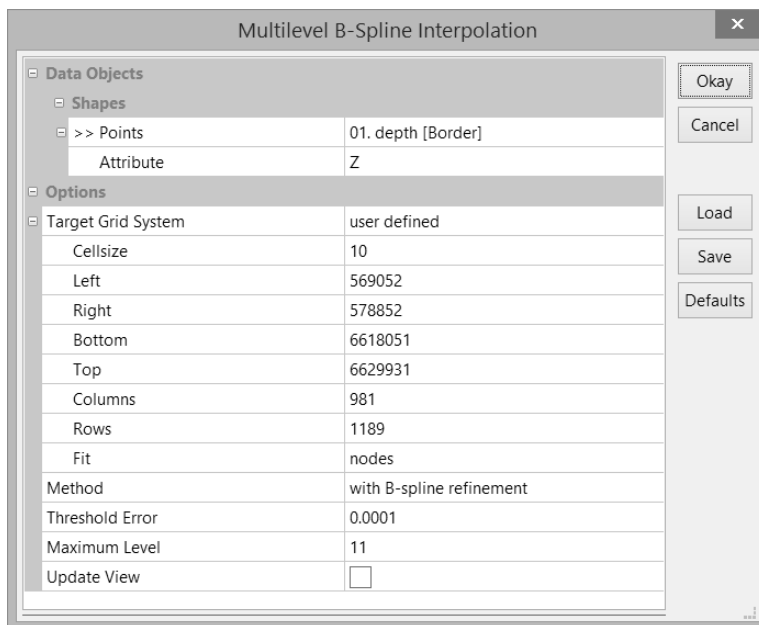 Multilevel B-Spline Interpolation
Data Objects
Shapes
>> Points 01. depth [Border]
Attribute Z
Options
Target Grid System user defined
Cellsize 10
Left 569052
Right 578852
Bottom 6618051
Top 6629931
Columns 981
Rows 1189
Fit nodes
Method with B-spline refinement
Threshold Error 0.0001
Maximum Level 11
Update View
Okay
Cancel
Load
Save
Defaults